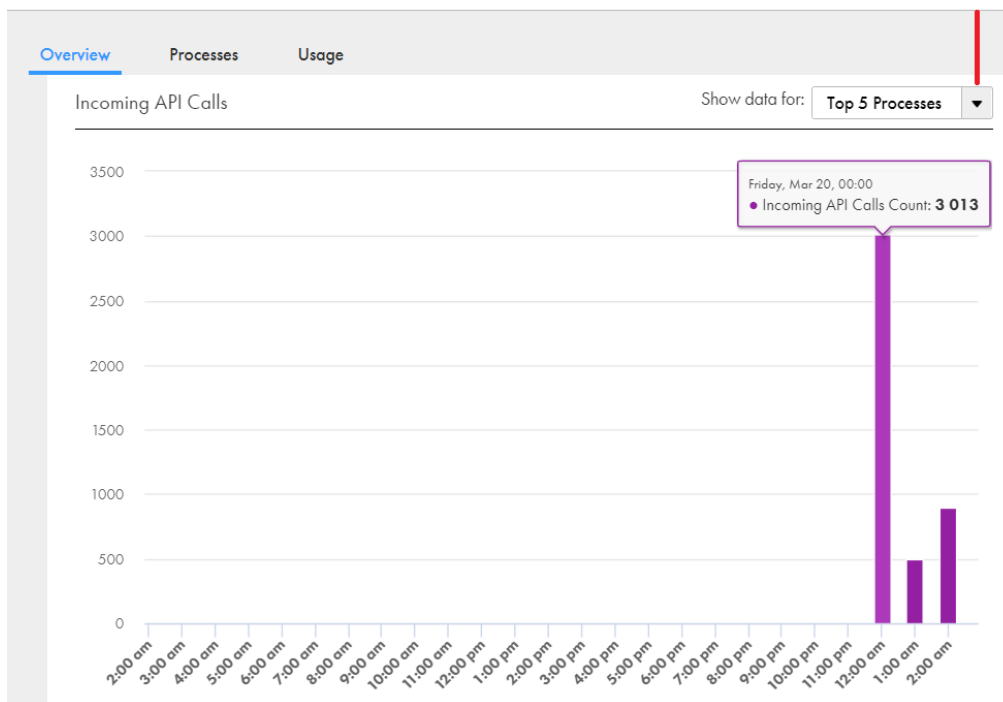 Overview Processes Usage
Incoming API Calls Show data for: Top 5 Processes
3500
Friday, Mar 20, 00:00
Incoming API Calls Count: 3 013
3000
2500
2000
1500
1000
500
0
2:00 am 3:00 am 4:00 am 5:00 am 6:00 am 7:00 am 8:00 am 9:00 am 10:00 am 11:00 am 12:00 pm 1:00 pm 2:00 pm 3:00 pm 4:00 pm 5:00 pm 6:00 pm 7:00 pm 8:00 pm 9:00 pm 10:00 pm 11:00 pm 12:00 am 1:00 am 2:00 am